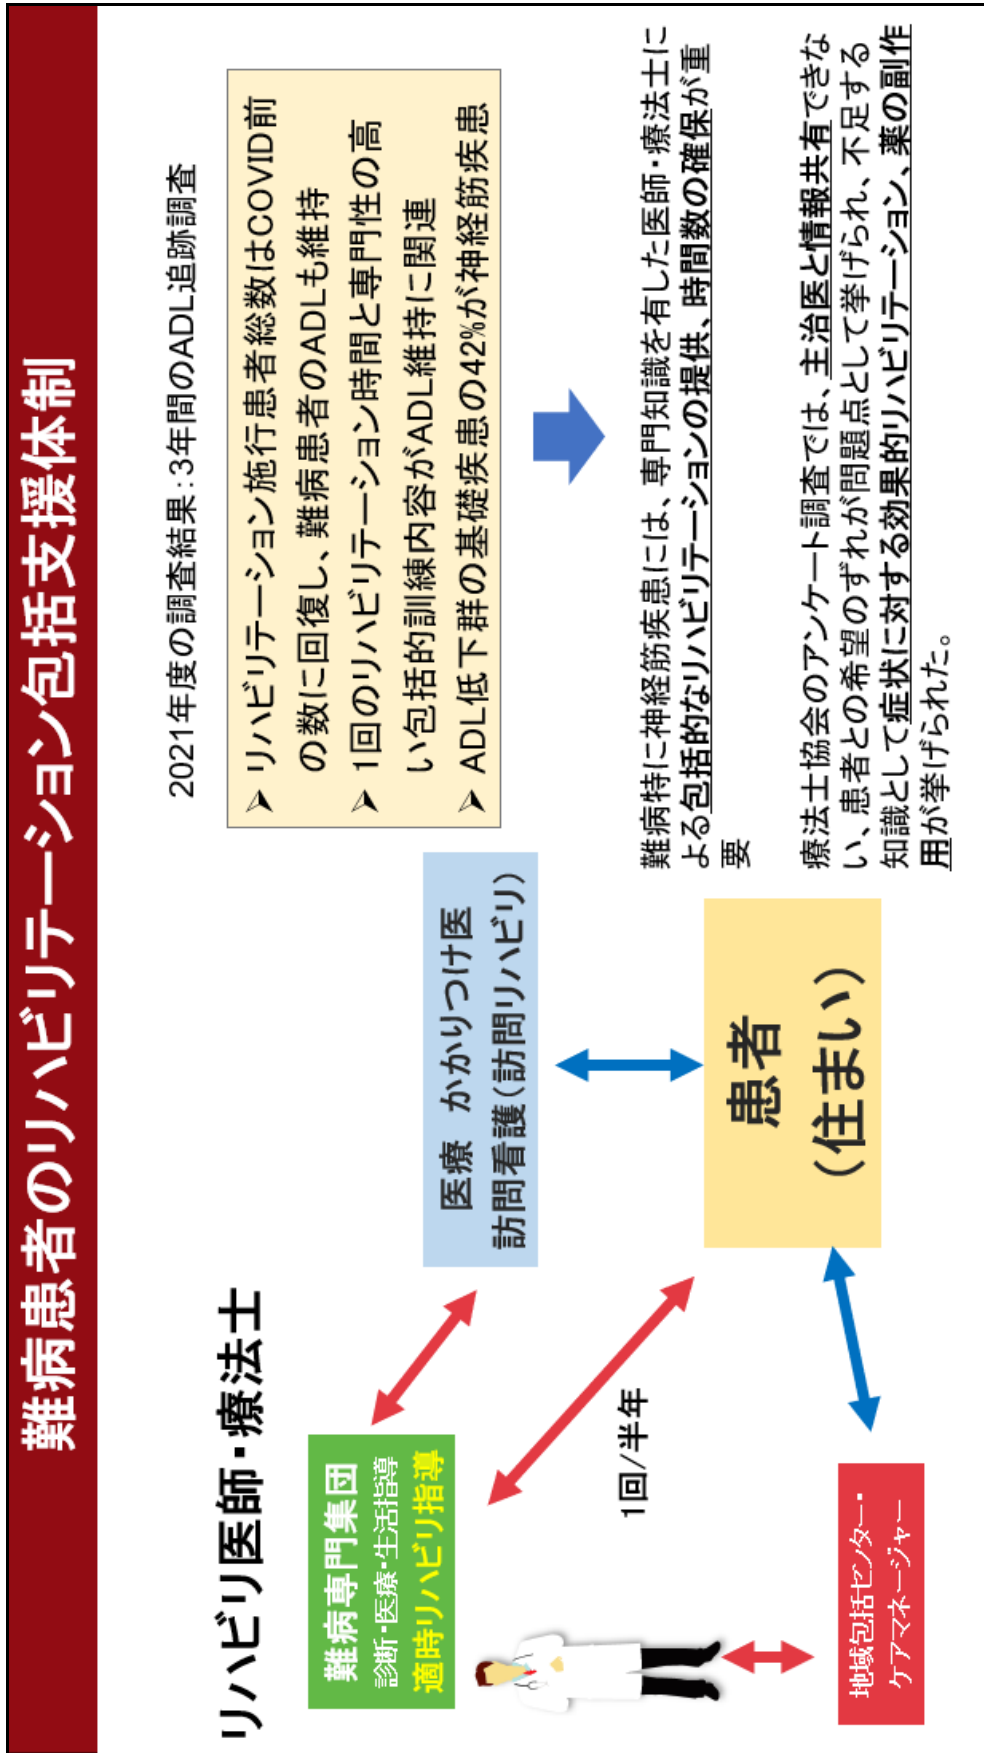 難病患者のリハビリテーション包括支援体制
リハビリ医師・療法士
難病専門集団
診断・医療・生活指導
適時リハビリ指導
医療 かかりつけ医
訪問看護(訪問リハビリ)
1回/半年
患者
(住まい)
地域包括センター・
ケアマネージャー
2021年度の調査結果:3年間のADL追跡調査
➢ リハビリテーション施行患者総数はCOVID前
の数に回復し、難病患者のADLも維持
➢ 1回のリハビリテーション時間と専門性の高
い包括的訓練内容がADL維持に関連
➢ ADL低下群の基礎疾患の42%が神経筋疾患
難病特に神経筋疾患には、専門知識を有した医師・療法士に
よる包括的なリハビリテーションの提供、時間数の確保が重
要
療法士協会のアンケート調査では、主治医と情報共有できな
い、患者との希望のずれが問題点として挙げられ、不足する
知識として症状に対する効果的リハビリテーション、薬の副作
用が挙げられた。